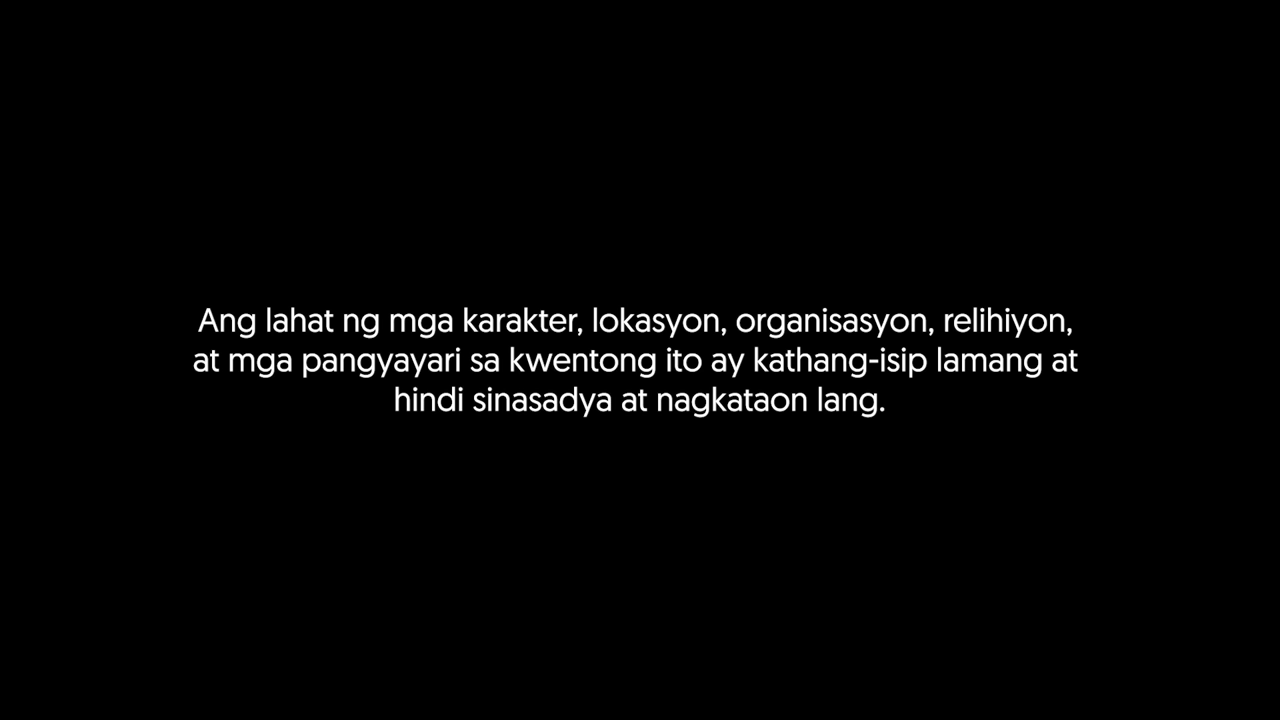 Ang lahat ng mga karakter, lokasyon, organisasyon, relihiyon,
at mga pangyayari sa kwentong ito ay kathang-isip lamang at
hindi sinasadya at nagkataon lang.